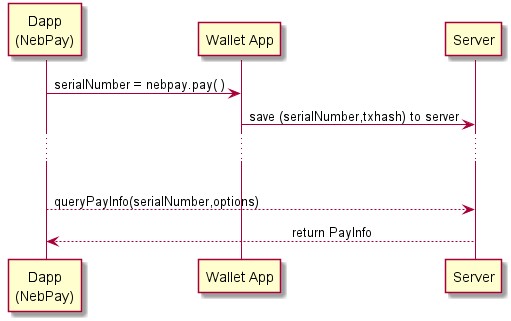 Dapp
(NebPay)
Wallet App
Server
serialNumber = nebpay.pay( )
save (serialNumber,txhash) to server
queryPayInfo(serialNumber,options)
return PayInfo
Dapp
(NebPay)
Wallet App
Server